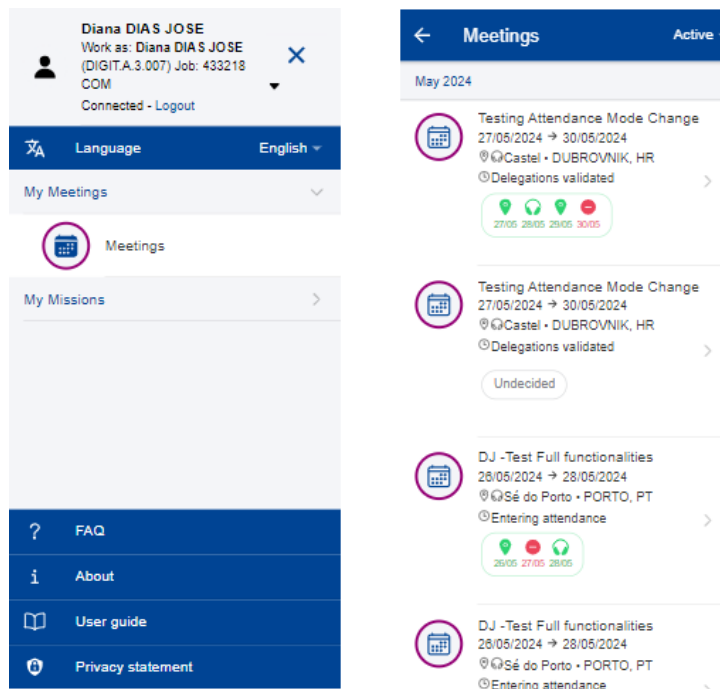 Diana DIAS JOSE
Work as: Diana DIAS JOSE
(DIGIT.A.3.007) Job: 433218
COM
Connected - Logout
Language English
My Meetings
Meetings
My Missions
? FAQ
i About
User guide
Privacy statement
Meetings Active
May 2024
Testing Attendance Mode Change
27/05/2024 → 30/05/2024
Castel • DUBROVNIK, HR
Delegations validated
27/05 28/05 29/05 30/05
Testing Attendance Mode Change
27/05/2024 → 30/05/2024
Castel • DUBROVNIK, HR
Delegations validated
Undecided
DJ -Test Full functionalities
26/05/2024 → 28/05/2024
Sé do Porto • PORTO, PT
Entering attendance
26/05 27/05 28/05
DJ -Test Full functionalities
26/05/2024 → 28/05/2024
Sé do Porto • PORTO, PT
Entering attendance